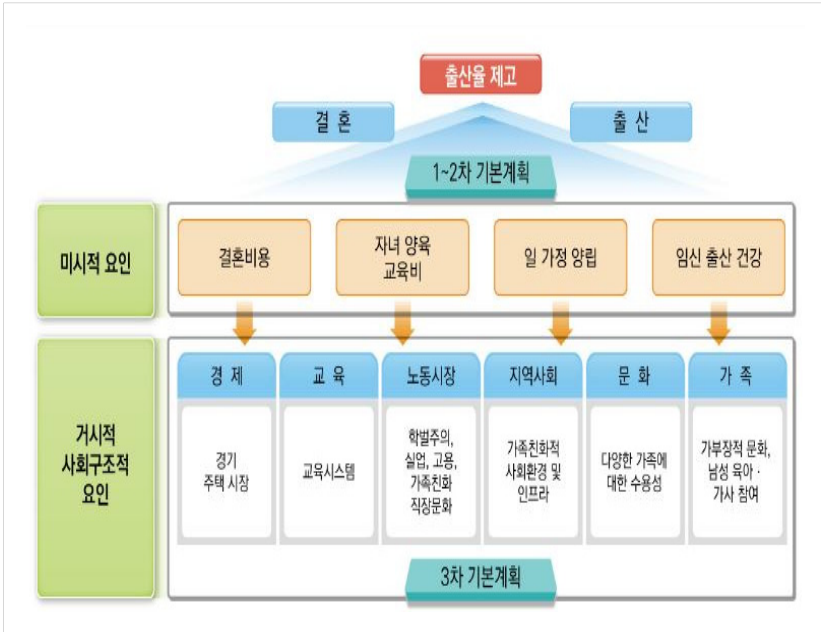 출산율 제고
결 혼
출 산
1~2차 기본계획
미시적 요인
결혼비용
자녀 양육
교육비
일 가정 양립
임신 출산 건강
거시적
사회구조적
요인
경 제
교 육
노동시장
지역사회
문 화
가 족
경기
주택 시장
교육시스템
학벌주의,
실업, 고용,
가족친화
직장문화
가족친화적
사회환경 및
인프라
다양한 가족에
대한 수용성
가부장적 문화,
남성 육아 ·
가사 참여
3차 기본계획